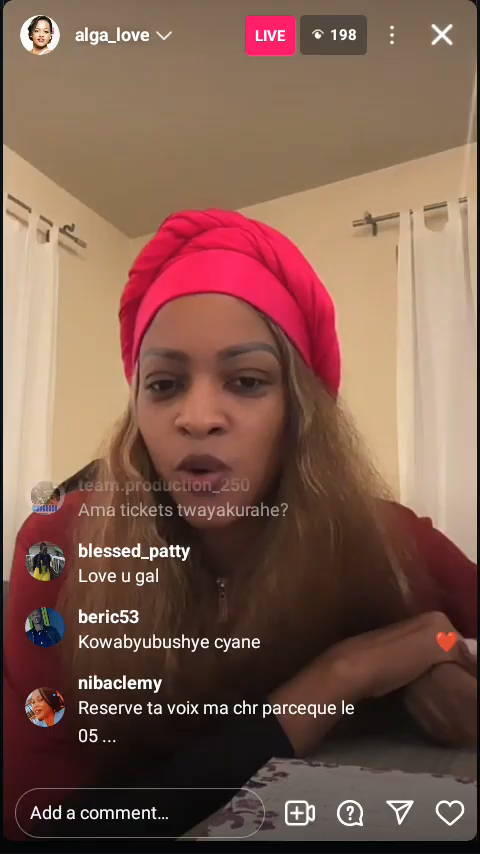 alga_love
LIVE
198
team.production_250
Ama tickets twayakurahe?
blessed_patty
Love u gal
beric53
Kowabyubushye cyane
nibaclemy
Reserve ta voix ma chr parceque le
05 ...
Add a comment...